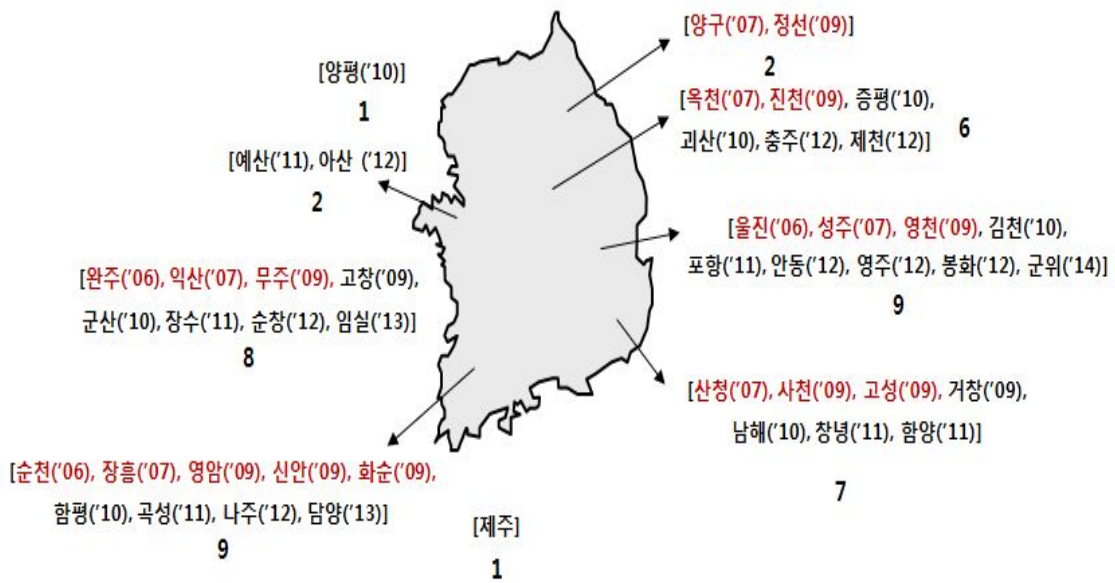 [양구('07), 정선('09)]
2
[양평('10)]
1
[옥천('07), 진천('09), 증평('10),
괴산('10), 충주('12), 제천('12)]
6
[예산('11), 아산 ('12)]
2
[울진('06), 성주('07), 영천('09), 김천('10),
포항('11), 안동('12), 영주('12), 봉화('12), 군위('14)]
9
[완주('06), 익산('07), 무주('09), 고창('09),
군산('10), 장수('11), 순창('12), 임실('13)]
8
[산청('07), 사천('09), 고성('09), 거창('09),
남해('10), 창녕('11), 함양('11)]
7
[순천('06), 장흥('07), 영암('09), 신안('09), 화순('09),
함평('10), 곡성('11), 나주('12), 담양('13)]
9
[제주]
1